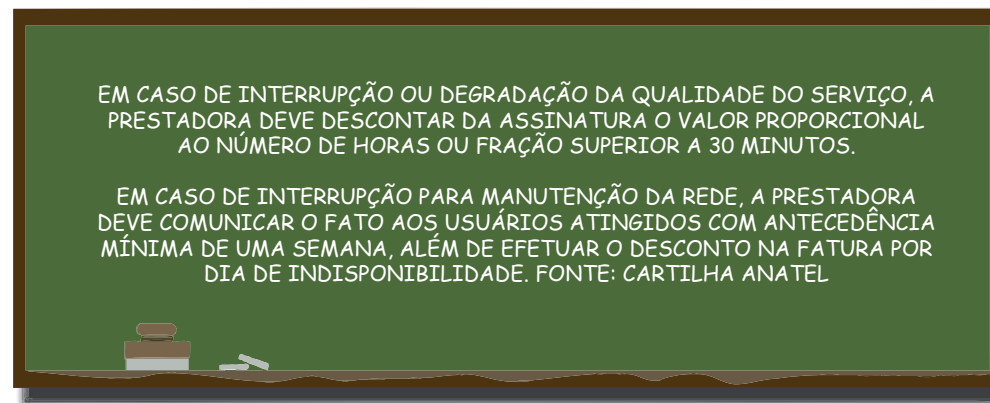 EM CASO DE INTERRUPÇÃO OU DEGRADAÇÃO DA QUALIDADE DO SERVIÇO, A
PRESTADORA DEVE DESCONTAR DA ASSINATURA O VALOR PROPORCIONAL
AO NÚMERO DE HORAS OU FRAÇÃO SUPERIOR A 30 MINUTOS.
EM CASO DE INTERRUPÇÃO PARA MANUTENÇÃO DA REDE, A PRESTADORA
DEVE COMUNICAR O FATO AOS USUÁRIOS ATINGIDOS COM ANTECEDÊNCIA
MÍNIMA DE UMA SEMANA, ALÉM DE EFETUAR O DESCONTO NA FATURA POR
DIA DE INDISPONIBILIDADE. FONTE: CARTILHA ANATEL